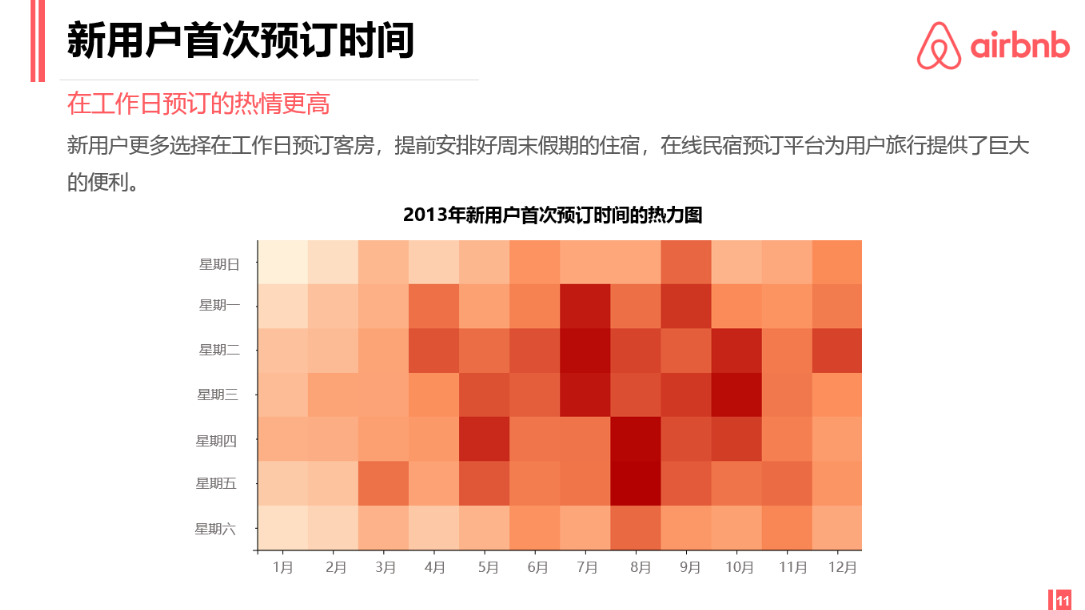 新用户首次预订时间
airbnb
在工作日预订的热情更高
新用户更多选择在工作日预订客房，提前安排好周末假期的住宿，在线民宿预订平台为用户旅行提供了巨大
的便利。
2013年新用户首次预订时间的热力图
星期日
星期一
星期二
星期三
星期四
星期五
星期六
1月 2月 3月 4月 5月 6月 7月 8月 9月 10月 11月 12月
11